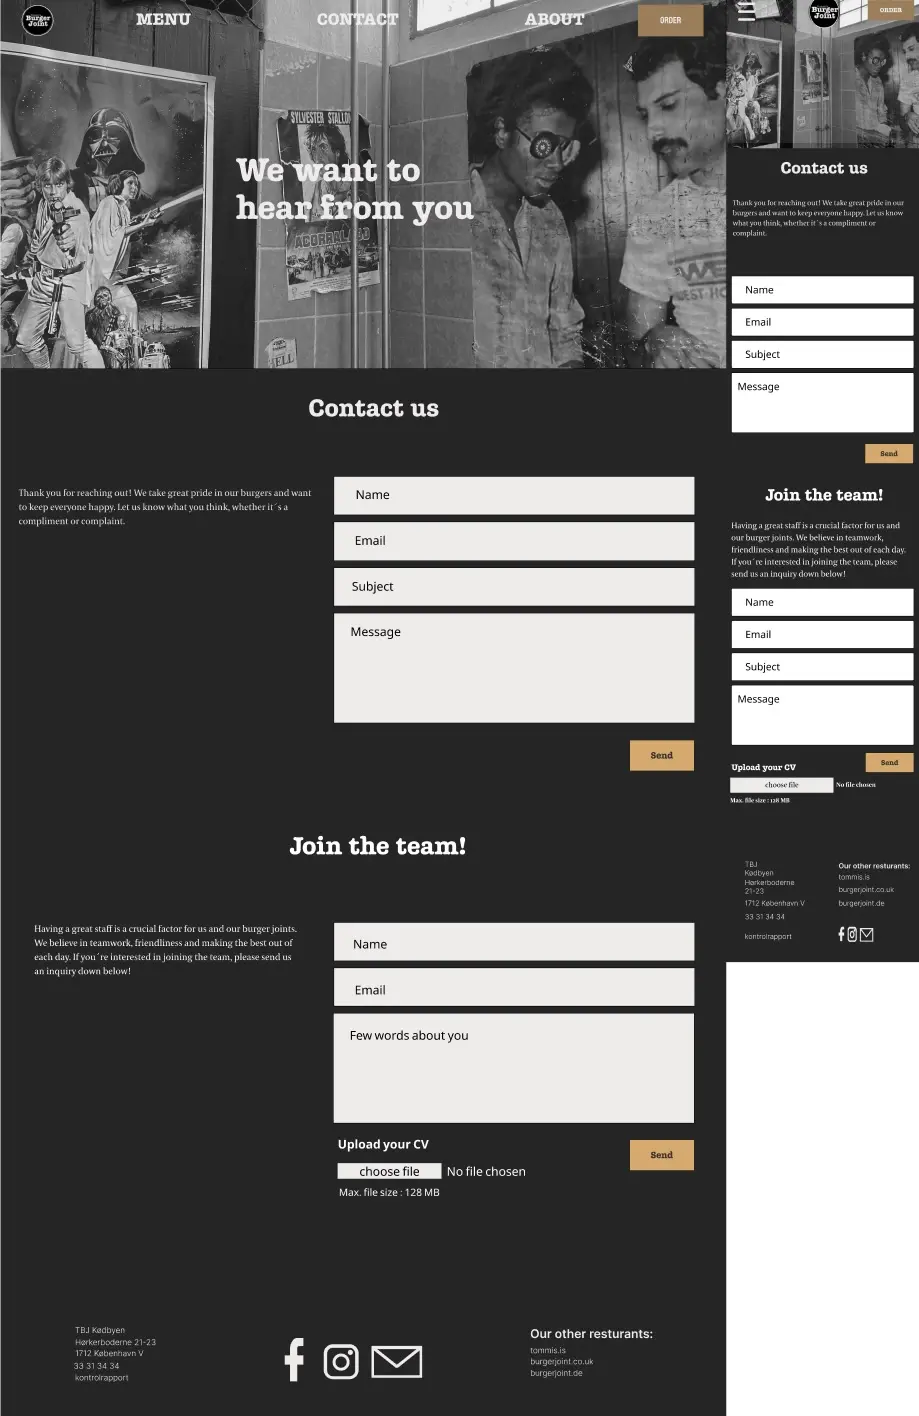 Burger
Joint
MENU
CONTACT
ABOUT
ORDER
SYLVESTER STALLON
We want to
hear from you
ACORRALADO
HELL
Contact us
Thank you for reaching out! We take great pride in our burgers and want
to keep everyone happy. Let us know what you think, whether it´s a
compliment or complaint.
Name
Email
Subject
Message
Send
Join the team!
Having a great staff is a crucial factor for us and our burger joints.
We believe in teamwork, friendliness and making the best out of
each day. If you´re interested in joining the team, please send us
an inquiry down below!
Name
Email
Few words about you
Upload your CV
Send
choose file No file chosen
Max. file size : 128 MB
TBJ Kødbyen
Hørkerboderne 21-23
1712 København V
33 31 34 34
kontrolrapport
Our other resturants:
tommis.is
burgerjoint.co.uk
burgerjoint.de
Burger
Joint
ORDER
Contact us
Thank you for reaching out! We take great pride in our
burgers and want to keep everyone happy. Let us know
what you think, whether it´s a compliment or
complaint.
Name
Email
Subject
Message
Send
Join the team!
Having a great staff is a crucial factor for us and
our burger joints. We believe in teamwork,
friendliness and making the best out of each day.
If you´re interested in joining the team, please
send us an inquiry down below!
Name
Email
Subject
Message
Send
Upload your CV
choose file No file chosen
Max. file size : 128 MB
TBJ
Kødbyen
Hørkerboderne
21-23
1712 København V
33 31 34 34
kontrolrapport
Our other resturants:
tommis.is
burgerjoint.co.uk
burgerjoint.de